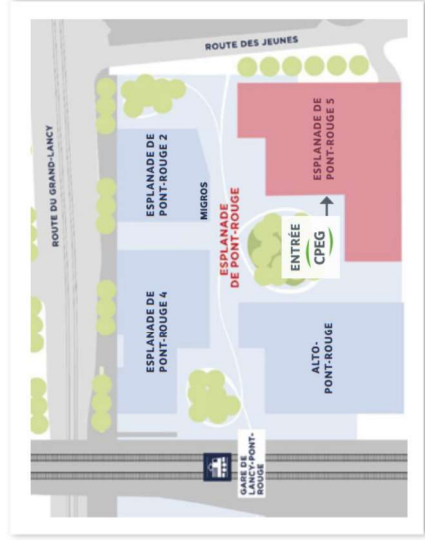 ROUTE DES JEUNES
ROUTE DU GRAND-LANCY
ESPLANADE DE
PONT-ROUGE 2
MIGROS
ESPLANADE
DE PONT-ROUGE
ESPLANADE DE
PONT-ROUGE 5
ENTRÉE
CPEG
ESPLANADE DE
PONT-ROUGE 4
ALTO-
PONT-ROUGE
GARE DE
LANCY-PONT-
ROUGE